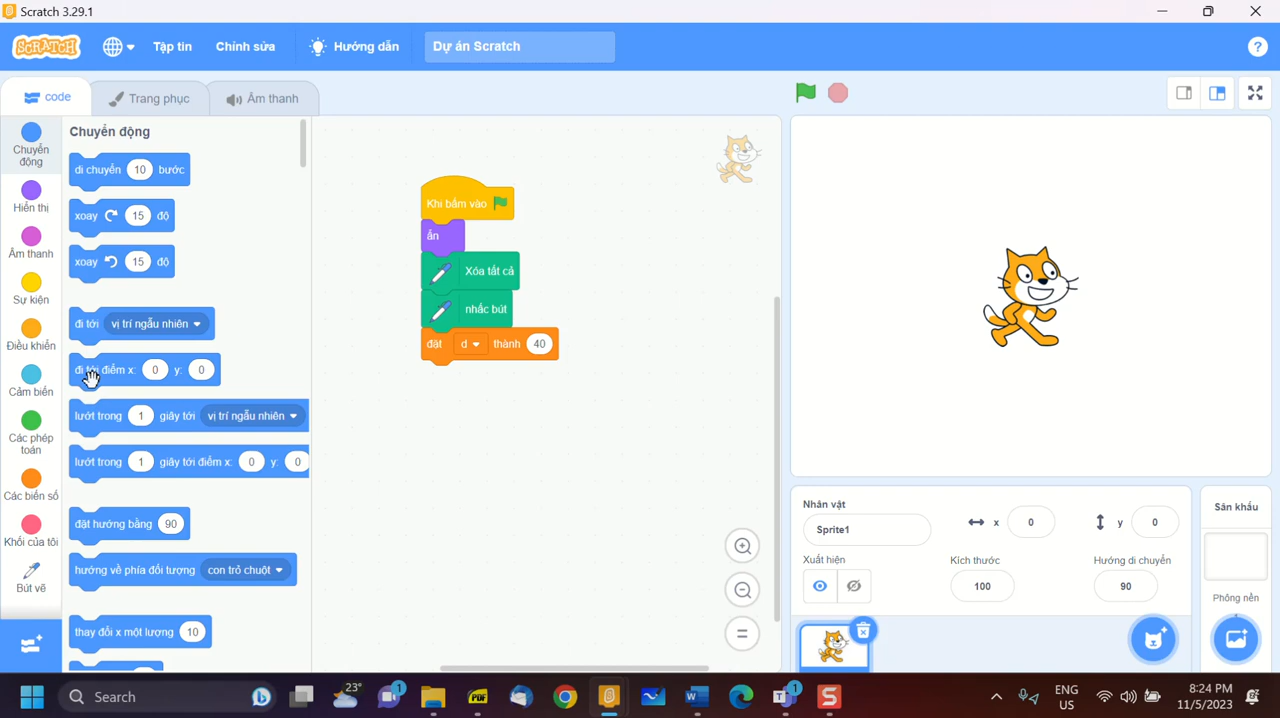 Scratch 3.29.1
SCRATCH
Tập tin
Chỉnh sửa
Hướng dẫn
Dự án Scratch
?
code
Trang phục
Âm thanh
Chuyển động
Hiển thị
Âm thanh
Sự kiện
Điều khiển
Cảm biến
Các phép toán
Các biến số
Khối của tôi
Bút vẽ
Chuyển động
di chuyển 10 bước
xoay 15 độ
xoay 15 độ
đi tới vị trí ngẫu nhiên
đi tới điểm x: 0 y: 0
lướt trong 1 giây tới vị trí ngẫu nhiên
lướt trong 1 giây tới điểm x: 0 y: 0
đặt hướng bằng 90
hướng về phía đối tượng con trỏ chuột
thay đổi x một lượng 10
Khi bấm vào
ẩn
Xóa tất cả
nhấc bút
đặt d thành 40
Nhân vật
Sprite1
x 0
y 0
Xuất hiện
Kích thước
Hướng di chuyển
100
90
Sân khấu
Phông nền
Search
23°
1
PDF
1
ENG
US
8:24 PM
11/5/2023